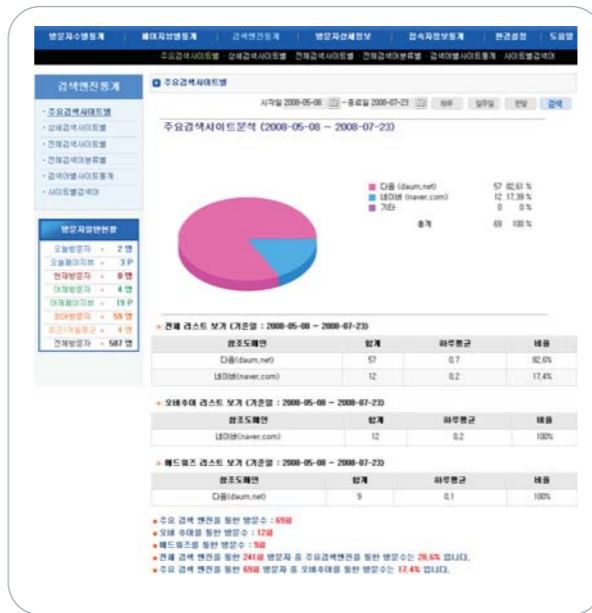 방문자수별통계 | 페이지뷰별통계 | 검색엔진통계 | 방문자상세정보 | 접속자정보통계 | 환경설정 | 도움말
주요검색사이트별 · 상세검색사이트별 · 전체검색사이트별 · 전체검색어분류별 · 검색어별사이트통계 · 사이트별검색어
검색엔진통계
· 주요검색사이트별
· 상세검색사이트별
· 전체검색사이트별
· 전체검색어분류별
· 검색어별사이트통계
· 사이트별검색어
방문자일반현황
오늘방문자 - 2 명
오늘페이지뷰 - 3 P
현재방문자 - 0 명
어제방문자 - 4 명
어제페이지뷰 - 19 P
최대방문자 - 59 명
최근1개월평균 - 4 명
전체방문자 - 587 명
주요검색사이트별
시작일 2008-05-08 ~ 종료일 2008-07-23 하루 일주일 한달 검색
주요검색사이트분석 (2008-05-08 ~ 2008-07-23)
다음 (daum,net) 57 82,61 %
네이버 (naver,com) 12 17,39 %
기타 0 0 %
총계 69 100 %
전체 리스트 보기 (기준일 : 2008-05-08 ~ 2008-07-23)
참조도메인 합계 하루평균 비율
다음(daum,net) 57 0,7 82,6%
네이버(naver,com) 12 0,2 17,4%
오버추어 리스트 보기 (기준일 : 2008-05-08 ~ 2008-07-23)
참조도메인 합계 하루평균 비율
네이버(naver,com) 12 0,2 100%
애드워즈 리스트 보기 (기준일 : 2008-05-08 ~ 2008-07-23)
참조도메인 합계 하루평균 비율
다음(daum,net) 9 0,1 100%
주요 검색 엔진을 통한 방문수 : 69회
오버 추어를 통한 방문수 : 12회
애드워즈를 통한 방문수 : 9회
전체 검색 엔진을 통한 241회 방문자 중 주요검색엔진을 통한 방문수는 28,6% 입니다.
주요 검색 엔진을 통한 69회 방문자 중 오버추어를 통한 방문수는 17,4% 입니다.